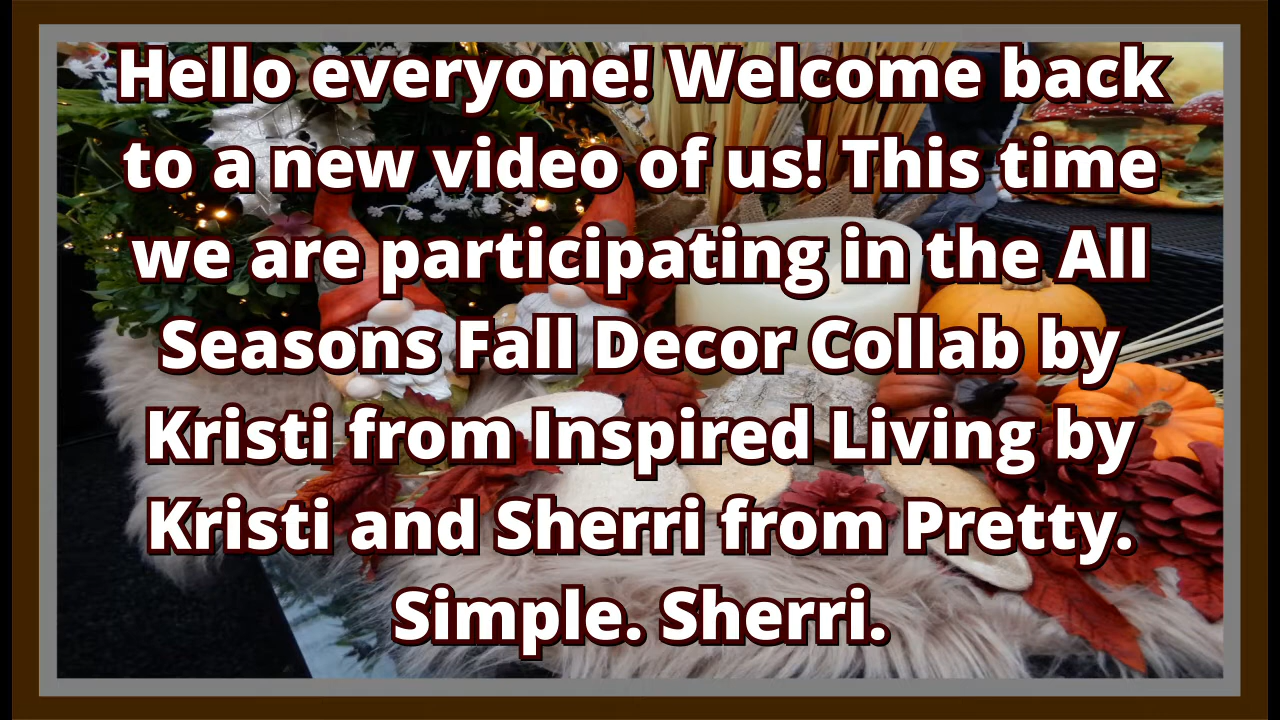 Hello everyone! Welcome back
to a new video of us! This time
we are participating in the All
Seasons Fall Decor Collab by
Kristi from Inspired Living by
Kristi and Sherri from Pretty.
Simple. Sherri.